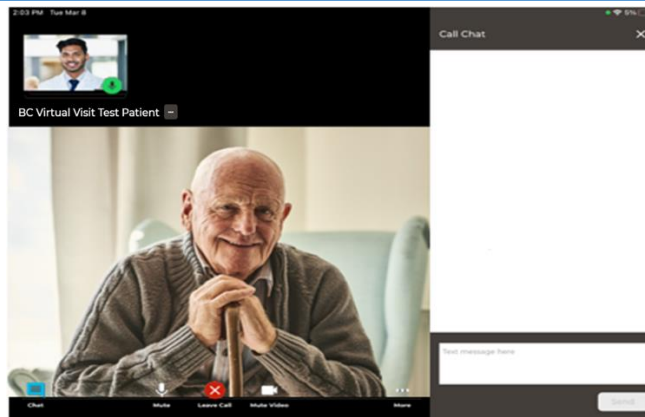 2:03 PM Tue Mar 8
5%
Call Chat
BC Virtual Visit Test Patient
Text message here
Send
Chat
Mute
Leave Call
Mute Video
More